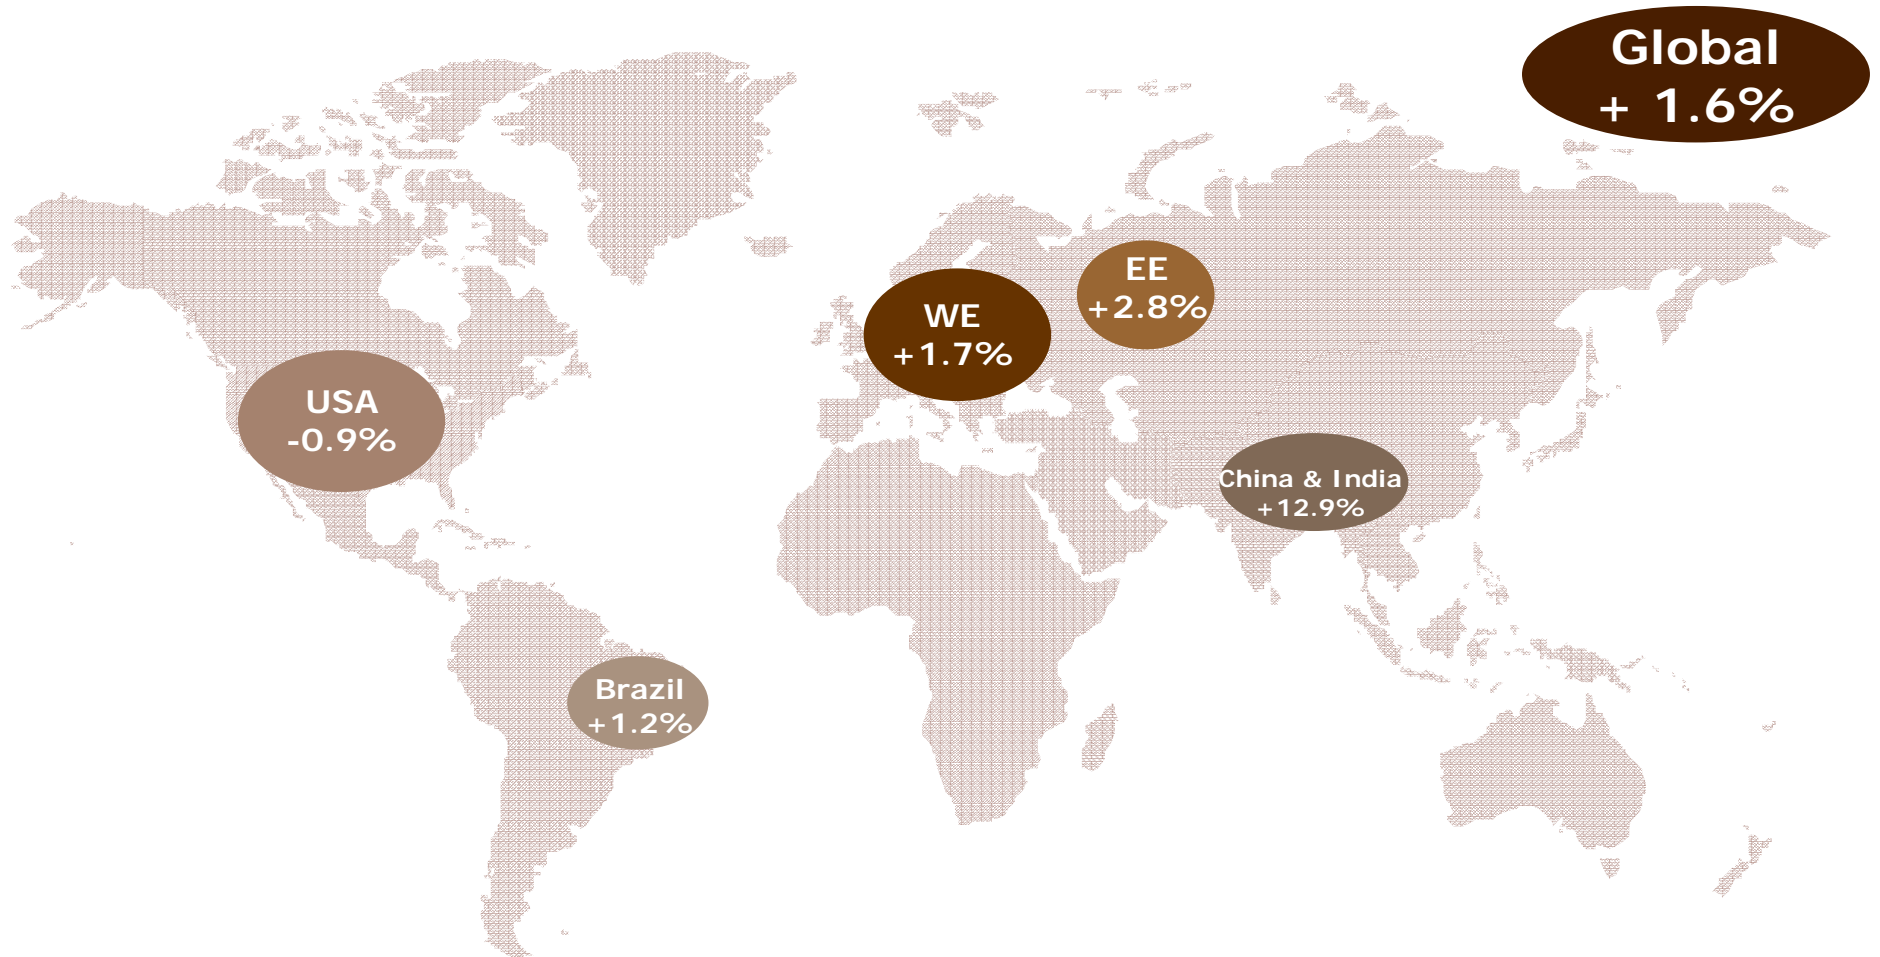 Global
+ 1.6%
EE
+2.8%
WE
+1.7%
USA
-0.9%
China & India
+12.9%
Brazil
+1.2%